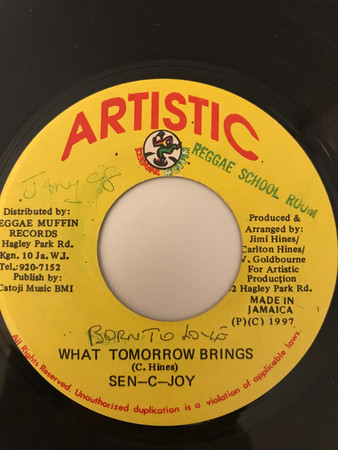 ARTISTIC
REGGAE MUFFIN
REGGAE SCHOOL ROOM
Distributed by:
EGGAE MUFFIN
RECORDS
Hagley Park Rd.
Kgn. 10 Ja. W.I.
Tel.:920-7152
Publish By:
Catoji Music BMI
Produced &
Arranged by:
Jiml Hines/
Carlton Hines/
V. Goldbourne
For Artistic
Production
2 Hagley Park Rd.
MADE IN
JAMAICA
(P)(C) 1997
BORN TO LOVE
WHAT TOMORROW BRINGS
(C. Hines)
SEN-C-JOY
All Rights Reserved. Unauthorized duplication is a violation of applicable laws.